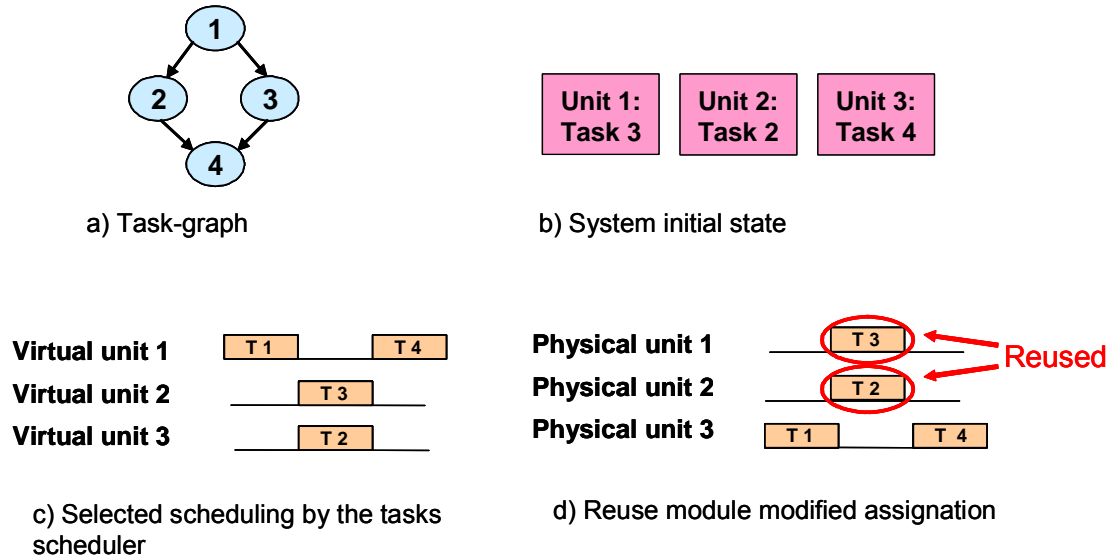 1
2
3
4
a) Task-graph
Unit 1:
Task 3
Unit 2:
Task 2
Unit 3:
Task 4
b) System initial state
Virtual unit 1
T 1
T 4
Virtual unit 2
T 3
Virtual unit 3
T 2
c) Selected scheduling by the tasks
scheduler
Physical unit 1
T 3
Physical unit 2
T 2
Physical unit 3
T 1
T 4
Reused
d) Reuse module modified assignation